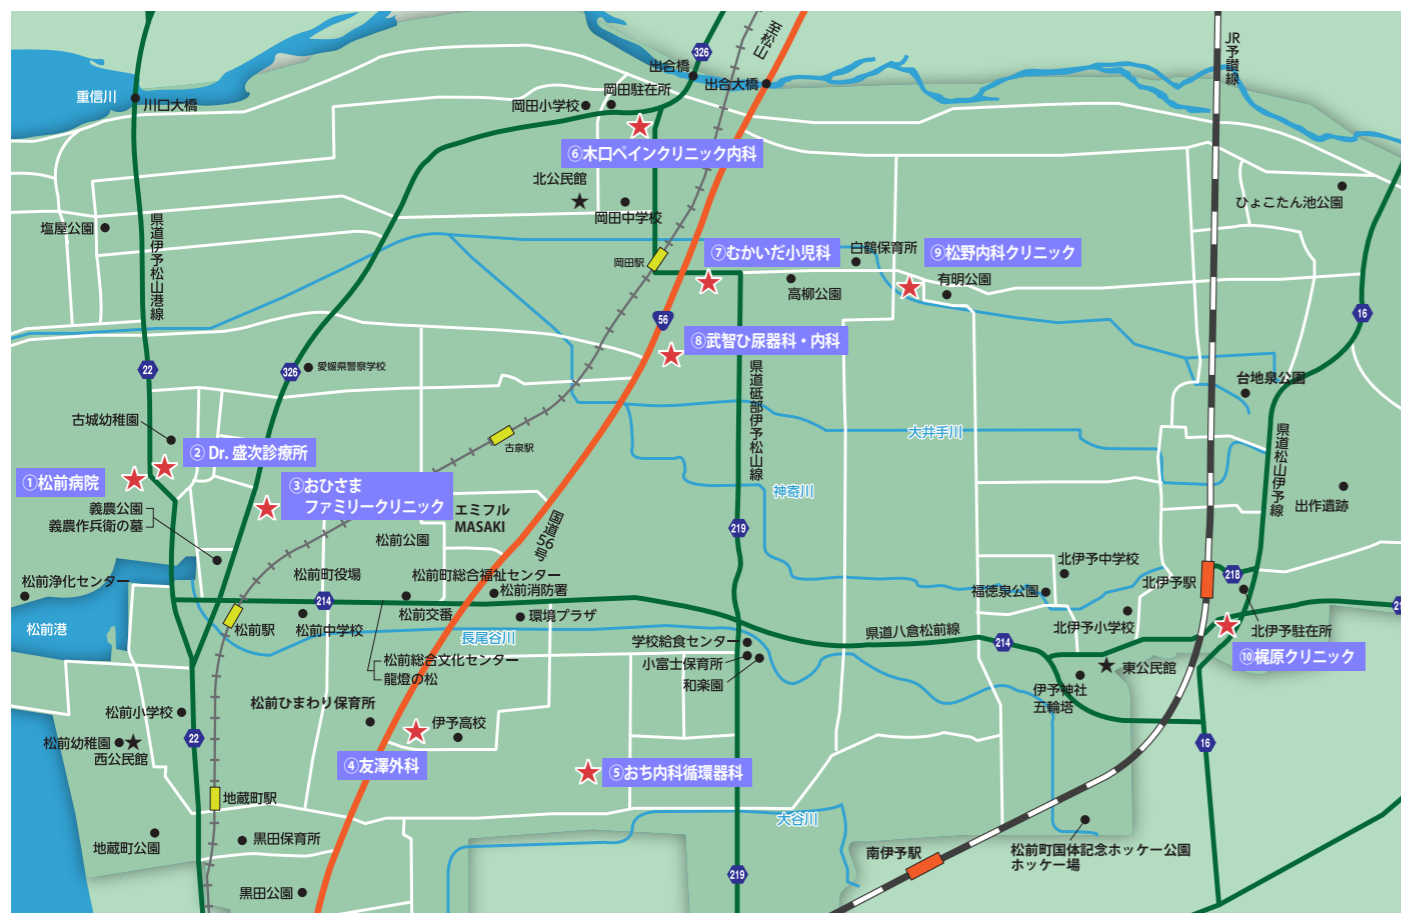 至松山
JR予讃線
326
出合橋
重信川
川口大橋
岡田駐在所
出合大橋
岡田小学校
⑥木口ペインクリニック内科
北公民館
ひょこたん池公園
岡田中学校
塩屋公園
県道伊予松山港線
⑦むかいだ小児科
白鶴保育所
⑨松野内科クリニック
岡田駅
有明公園
高柳公園
56
16
⑧武智ひ尿器科・内科
22
326
愛媛県警察学校
県道砥部伊予松山線
台地泉公園
古城幼稚園
大井手川
県道松山伊予線
古泉駅
② Dr. 盛次診療所
①松前病院
③おひさま
ファミリークリニック
神寄川
出作遺跡
義農公園
義農作兵衛の墓
エミフル
MASAKI
国道56号
219
松前公園
北伊予中学校
松前浄化センター
松前町役場
松前町総合福祉センター
松前消防署
北伊予駅
218
福徳泉公園
214
松前交番
環境プラザ
214
松前港
松前駅
松前中学校
長尾谷川
県道八倉松前線
北伊予小学校
北伊予駐在所
学校給食センター
214
⑩梶原クリニック
松前総合文化センター
龍燈の松
小富士保育所
東公民館
和楽園
伊予神社
五輪塔
松前ひまわり保育所
松前小学校
伊予高校
松前幼稚園
西公民館
22
16
④友澤外科
⑤おち内科循環器科
地蔵町駅
大谷川
地蔵町公園
黒田保育所
南伊予駅
松前町国体記念ホッケー公園
ホッケー場
219
黒田公園